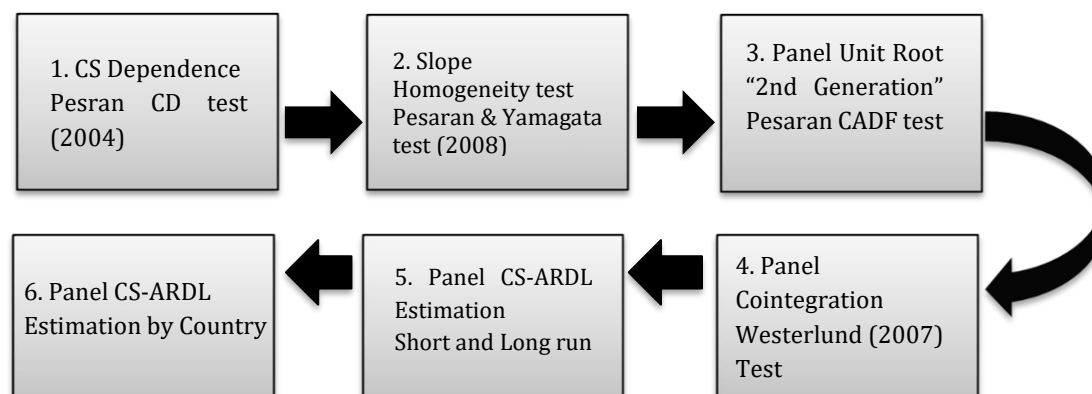 1. CS Dependence
Pesran CD test
(2004)
2. Slope
Homogeneity test
Pesaran & Yamagata
test (2008)
3. Panel Unit Root
“2nd Generation”
Pesaran CADF test
4. Panel
Cointegration
Westerlund (2007)
Test
5. Panel CS-ARDL
Estimation
Short and Long run
6. Panel CS-ARDL
Estimation by Country